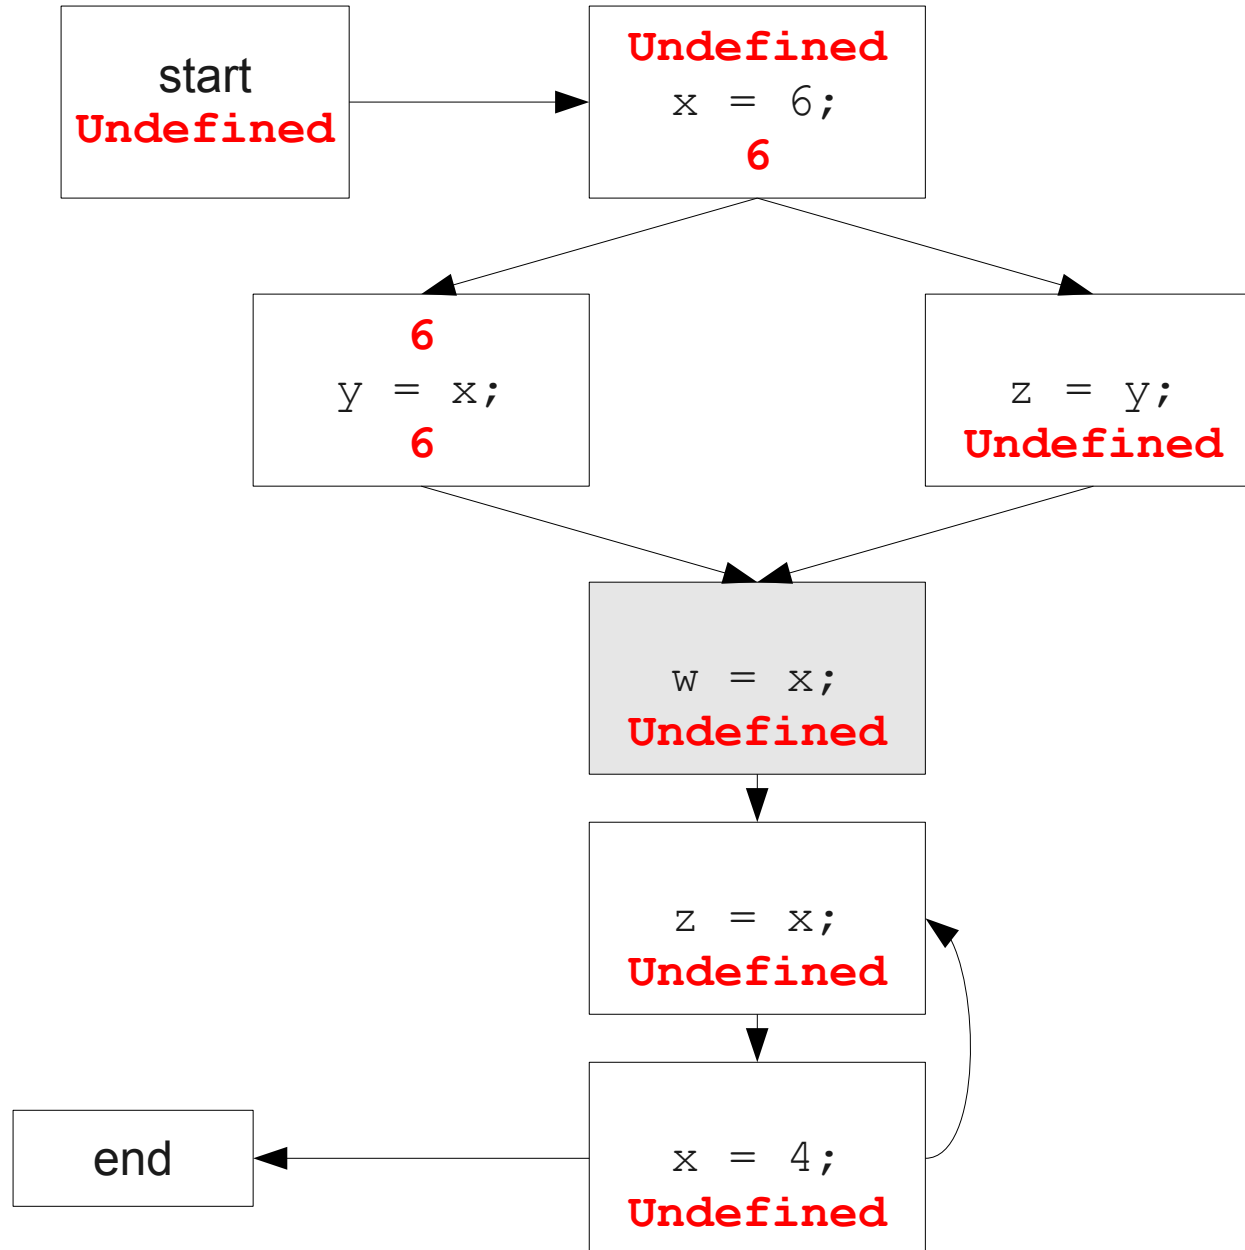 start
Undefined
Undefined
x = 6;
6
6
y = x;
6
z = y;
Undefined
w = x;
Undefined
z = x;
Undefined
x = 4;
Undefined
end